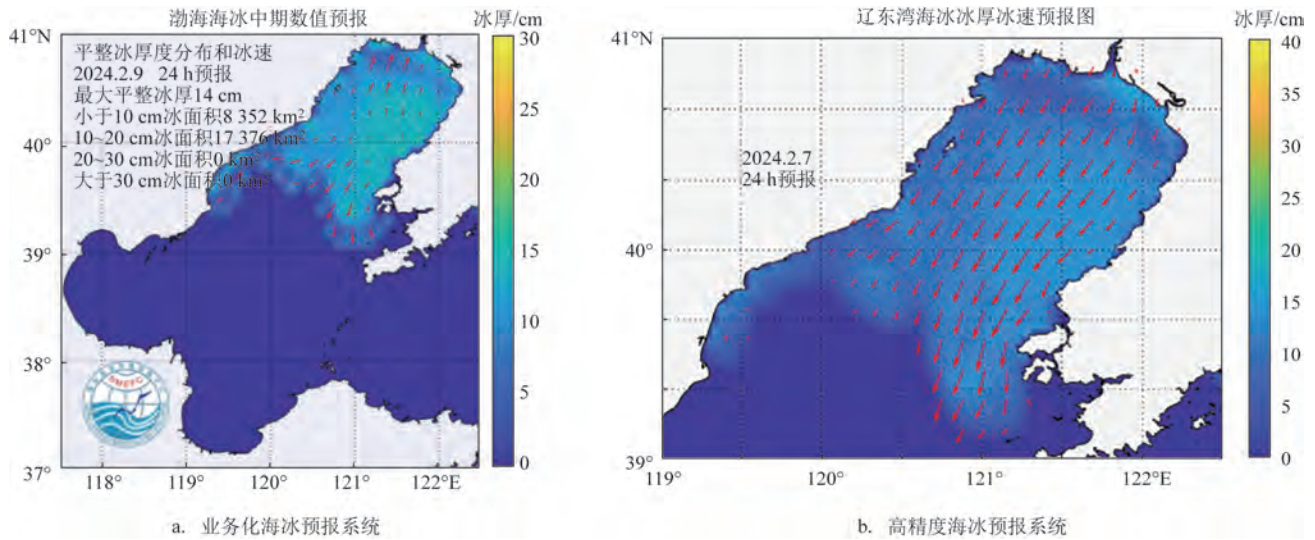 渤海海冰中期数值预报
冰厚/cm
41°N
40°
39°
38°
37°
平整冰厚度分布和冰速
2024.2.9 24 h预报
最大平整冰厚14 cm
小于10 cm冰面积8 352 km²
10~20 cm冰面积17 376 km²
20~30 cm冰面积0 km²
大于30 cm冰面积0 km²
118° 119° 120° 121° 122°E
30
25
20
15
10
5
0
a. 业务化海冰预报系统
辽东湾海冰冰厚冰速预报图
冰厚/cm
41°N
40°
39°
2024.2.7
24 h预报
119° 120° 121° 122°E
40
35
30
25
20
15
10
5
0
b. 高精度海冰预报系统